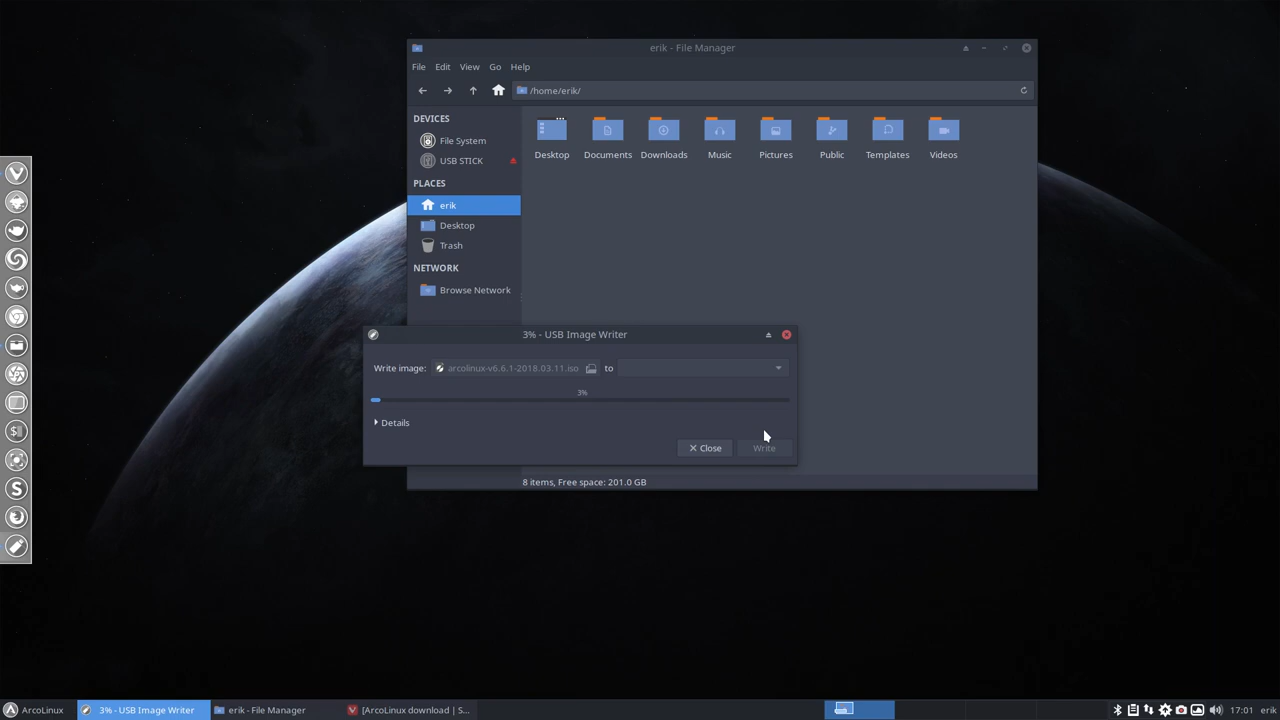 erik - File Manager
File Edit View Go Help
/home/erik/
DEVICES
File System
USB STICK
PLACES
erik
Desktop
Trash
NETWORK
Browse Network
Desktop Documents Downloads Music Pictures Public Templates Videos
3% - USB Image Writer
Write image: arcolinux-v6.6.1-2018.03.11.iso to
3%
Details
Close Write
8 items, Free space: 201.0 GB
ArcoLinux 3% - USB Image Writer erik - File Manager [ArcoLinux download | S... 17:01 erik